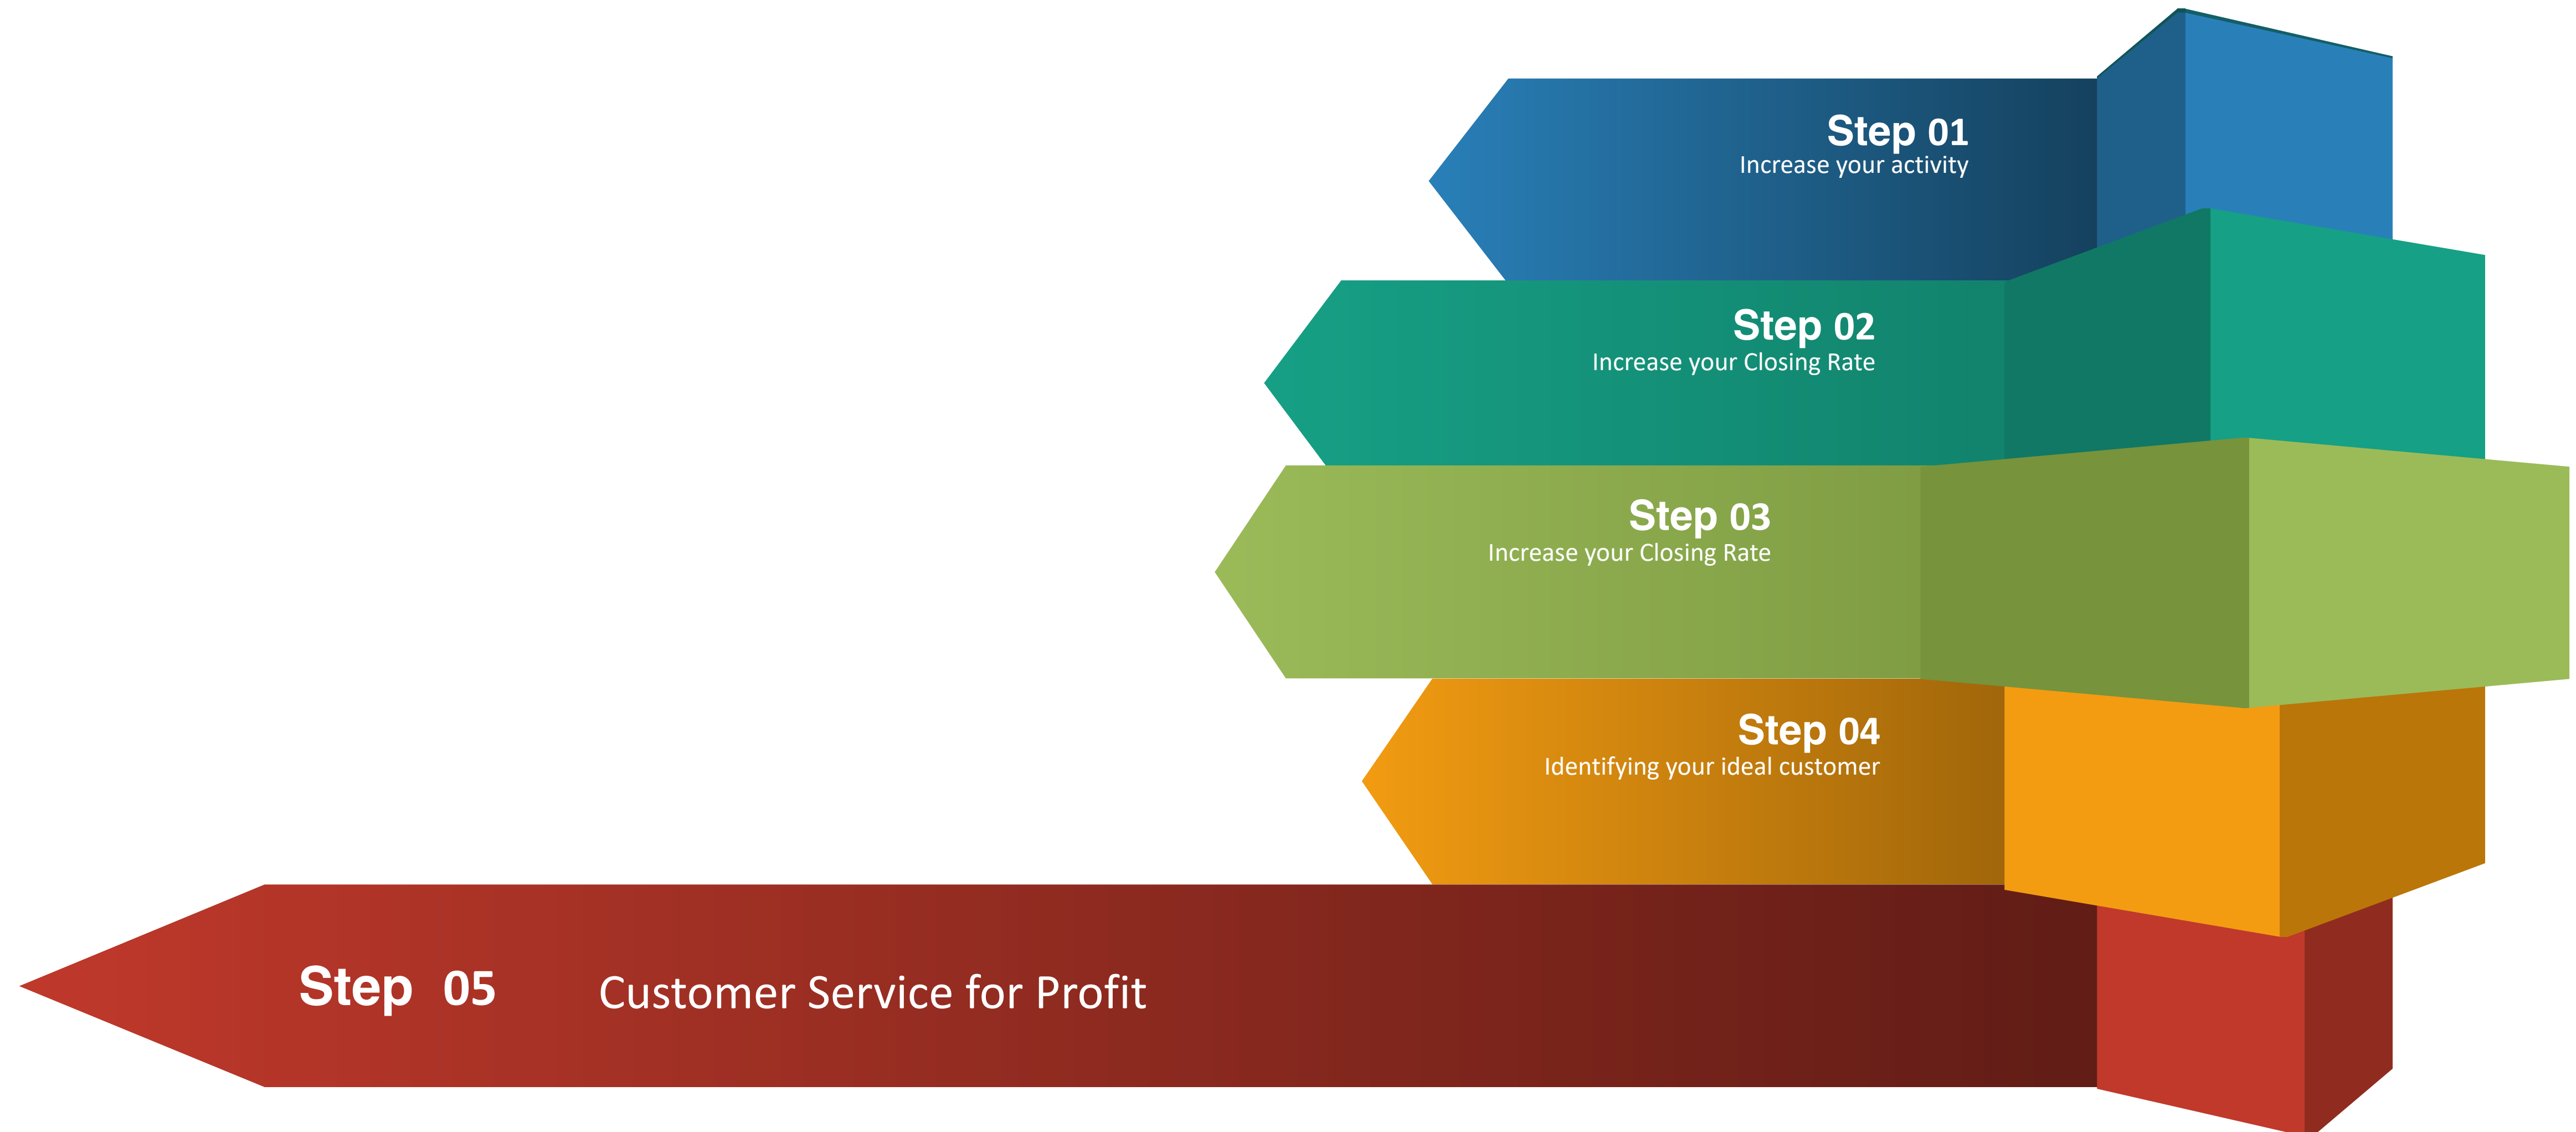 Step 01
Increase your activity
Step 02
Increase your Closing Rate
Step 03
Increase your Closing Rate
Step 04
Identifying your ideal customer
Step 05 Customer Service for Profit